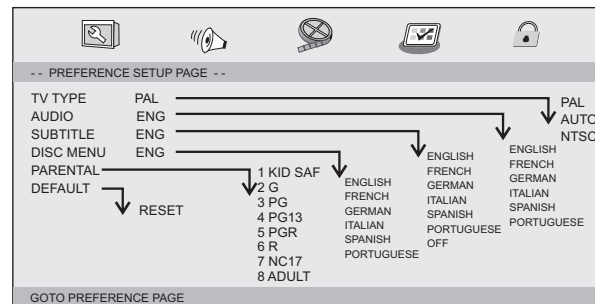 - - PREFERENCE SETUP PAGE - -
TV TYPE PAL
AUDIO ENG
SUBTITLE ENG
DISC MENU ENG
PARENTAL
DEFAULT
RESET
1 KID SAF
2 G
3 PG
4 PG13
5 PGR
6 R
7 NC17
8 ADULT
ENGLISH
FRENCH
GERMAN
ITALIAN
SPANISH
PORTUGUESE
ENGLISH
FRENCH
GERMAN
ITALIAN
SPANISH
PORTUGUESE
OFF
ENGLISH
FRENCH
GERMAN
ITALIAN
SPANISH
PORTUGUESE
PAL
AUTO
NTSC
GOTO PREFERENCE PAGE